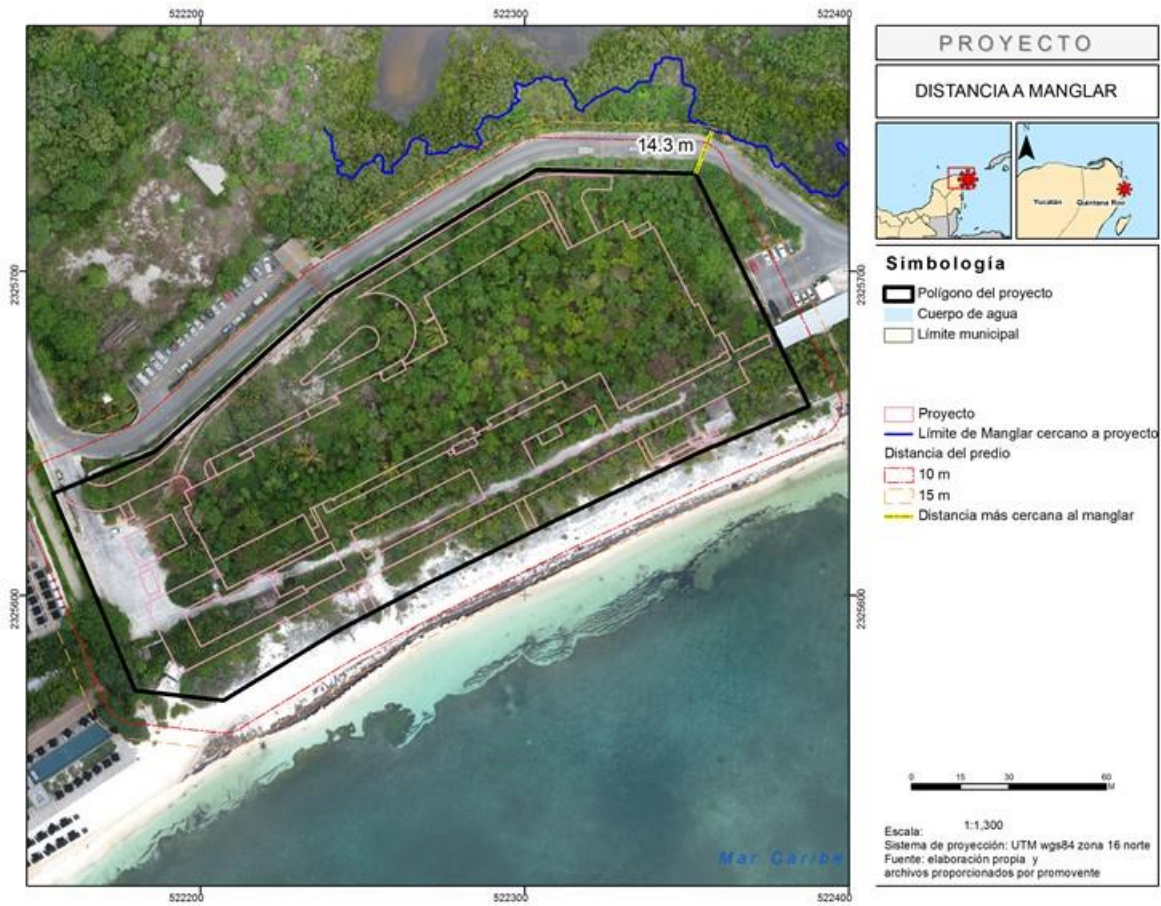 522200
522300
522400
2325700
2325600
14.3 m
Mar Caribe
2325700
2325600
522200
522300
522400
PROYECTO
DISTANCIA A MANGLAR
N
Yucatán
Quintana Roo
Simbología
Polígono del proyecto
Cuerpo de agua
Límite municipal
Proyecto
Límite de Manglar cercano a proyecto
Distancia del predio
10 m
15 m
Distancia más cercana al manglar
0 15 30 60
M
Escala: 1:1,300
Sistema de proyección: UTM wgs84 zona 16 norte
Fuente: elaboración propia y
archivos proporcionados por promovente